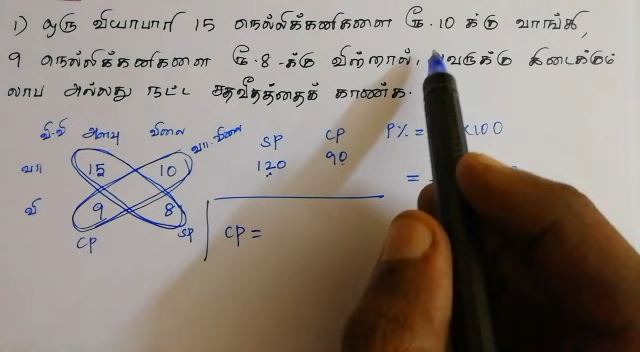 1) ஒரு வியாபாரி 15 நெல்லிக்கனிகளை ரூ.10 க்கு வாங்கி,
9 நெல்லிக்கனிகளை ரூ.8-க்கு விற்றால், அவருக்கு கிடைக்கும்
லாப அல்லது நட்ட சதவீதத்தைக் காண்க.
வி.வி அளவு விலை வா.விலை SP CP P% = X100
வா 15 10 120 90 =
வி 9 8
CP SP CP =